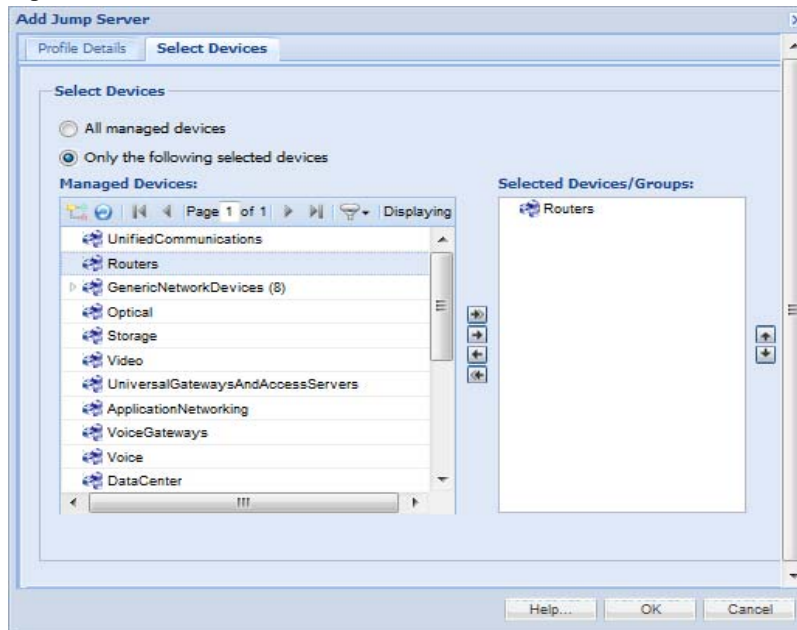 Add Jump Server
Profile Details
Select Devices
Select Devices
All managed devices
Only the following selected devices
Managed Devices:
Selected Devices/Groups:
Page 1 of 1
Displaying
UnifiedCommunications
Routers
GenericNetworkDevices (8)
Optical
Storage
Video
UniversalGatewaysAndAccessServers
ApplicationNetworking
VoiceGateways
Voice
DataCenter
Routers
Help...
OK
Cancel